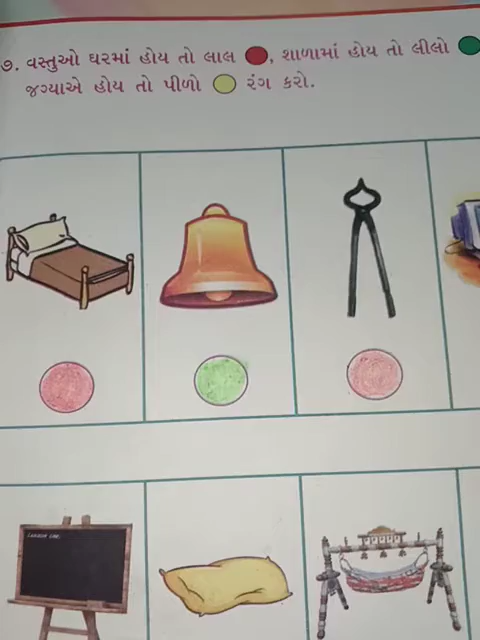 ૭. વસ્તુઓ ઘરમાં હોય તો લાલ , શાળામાં હોય તો લીલો
જગ્યાએ હોય તો પીળો રંગ કરો.